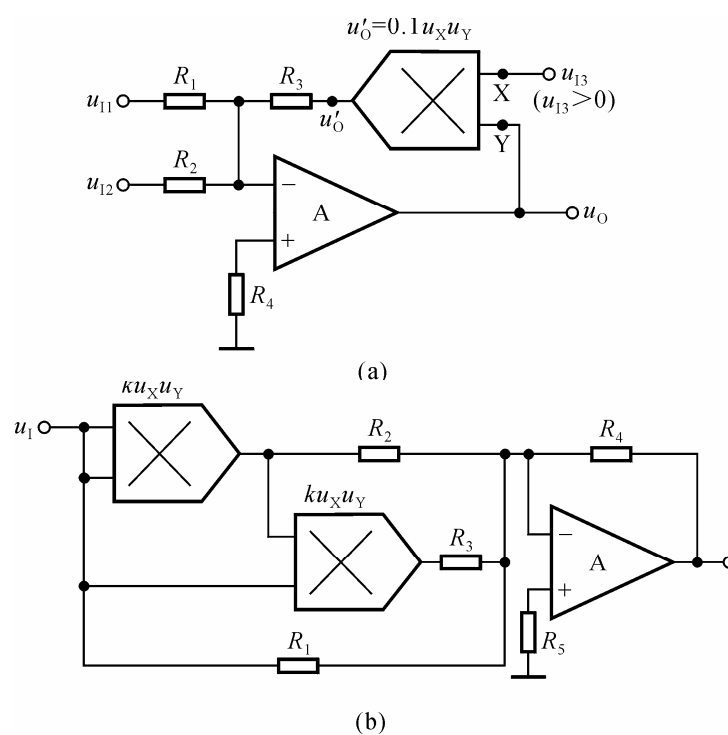 u′O=0.1uXuY
R1
R3
uI1
u′O
X
uI3
(uI3>0)
Y
R2
uI2
−
A
+
uO
R4
(a)
κuXuY
uI
R2
R4
kuXuY
R3
−
A
+
R1
R5
(b)